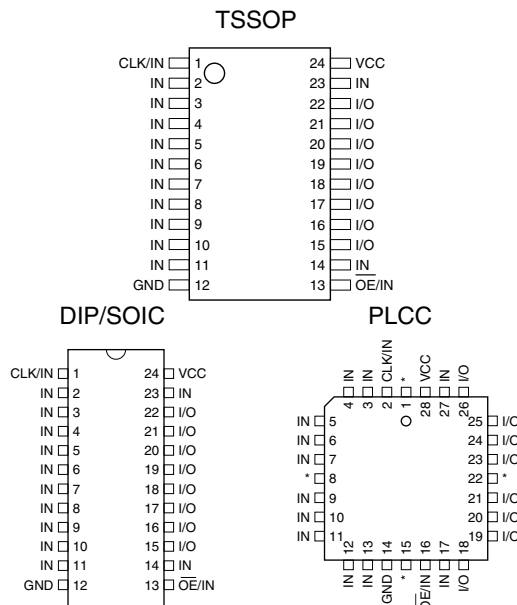 TSSOP
CLK/IN 1 24 VCC
IN 2 23 IN
IN 3 22 I/O
IN 4 21 I/O
IN 5 20 I/O
IN 6 19 I/O
IN 7 18 I/O
IN 8 17 I/O
IN 9 16 I/O
IN 10 15 I/O
IN 11 14 IN
GND 12 13 OE/IN
DIP/SOIC
CLK/IN 1 24 VCC
IN 2 23 IN
IN 3 22 I/O
IN 4 21 I/O
IN 5 20 I/O
IN 6 19 I/O
IN 7 18 I/O
IN 8 17 I/O
IN 9 16 I/O
IN 10 15 I/O
IN 11 14 IN
GND 12 13 OE/IN
PLCC
IN IN CLK/IN * VCC IN I/O
4 3 2 1 28 27 26
IN 5 25 I/O
IN 6 24 I/O
IN 7 23 I/O
* 8 22 *
IN 9 21 I/O
IN 10 20 I/O
IN 11 19 I/O
12 13 14 15 16 17 18
IN IN GND * OE/IN IN I/O